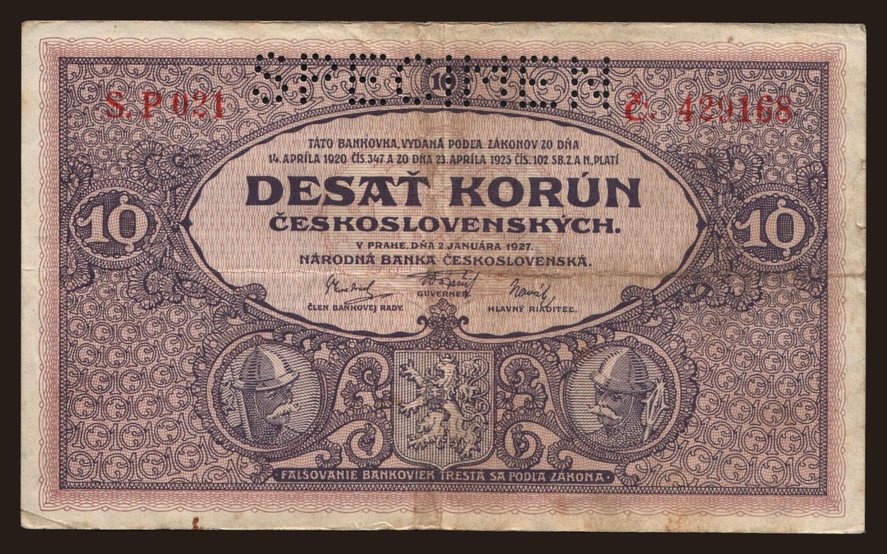 SPECIMEN
10
S. P 021
Č. 429168
TÁTO BANKOVKA, VYDANÁ PODĽA ZÁKONOV ZO DŇA
14. APRÍLA 1920 ČÍS 347 A ZO DŇA 23. APRÍLA 1925 ČÍS. 102 SB. Z. A N, PLATÍ
DESAŤ KORÚN
ČESKOSLOVENSKÝCH.
10
10
V PRAHE, DŇA 2. JANUÁRA 1927.
NÁRODNÁ BANKA ČESKOSLOVENSKÁ.
GUVERNER.
ČLEN BANKOVEJ RADY.
HLAVNÝ RIADITEĽ.
FALŠOVANIE BANKOVIEK TRESTÁ SA PODĽA ZÁKONA